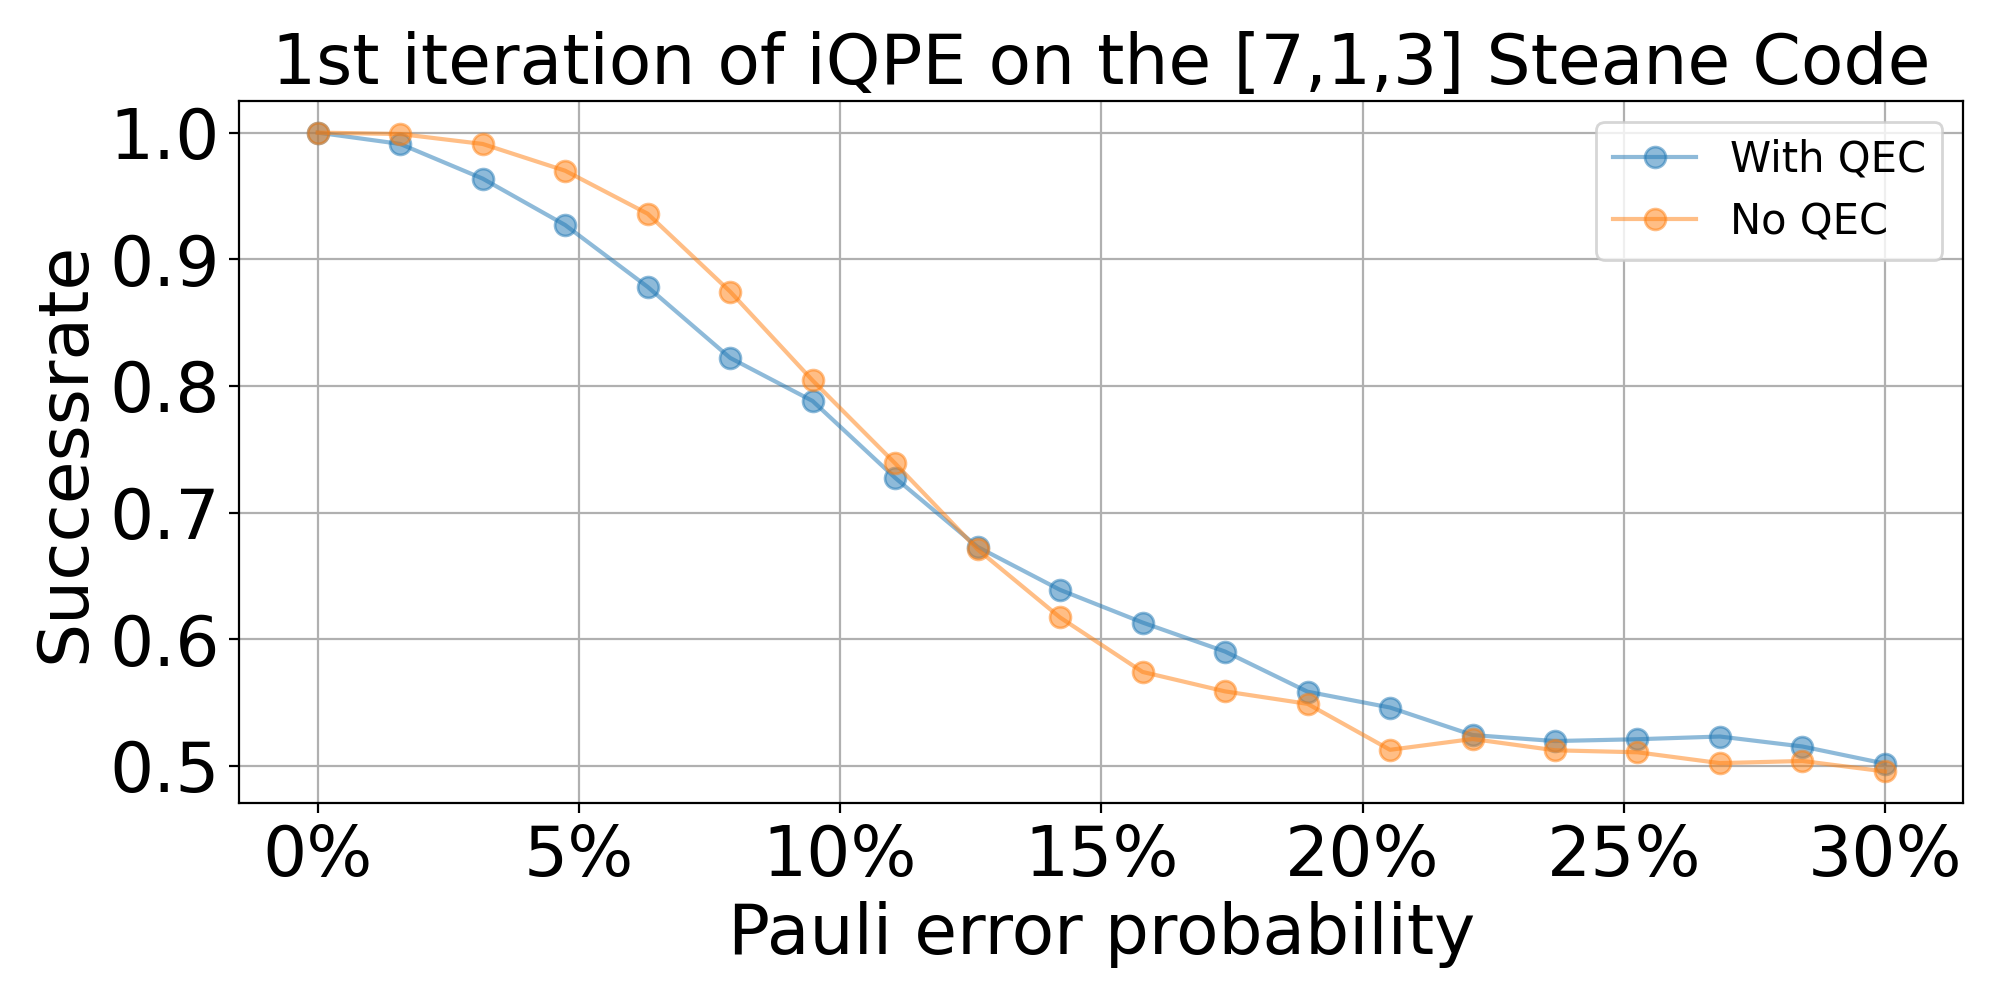 1st iteration of iQPE on the [7,1,3] Steane Code
With QEC
No QEC
Successrate
1.0
0.9
0.8
0.7
0.6
0.5
0% 5% 10% 15% 20% 25% 30%
Pauli error probability